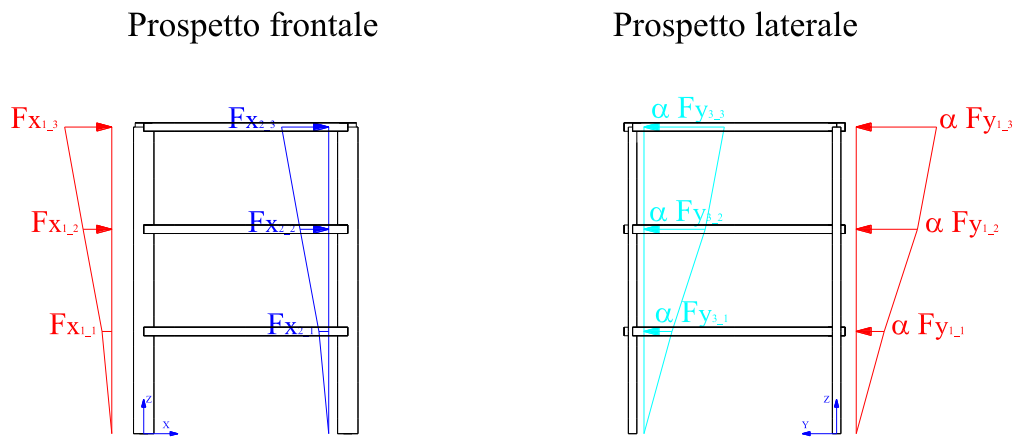 Prospetto frontale
Prospetto laterale
Fx1_3
Fx2_3
α Fy3_3
α Fy1_3
Fx1_2
Fx2_2
α Fy3_2
α Fy1_2
Fx1_1
Fx2_1
α Fy3_1
α Fy1_1
Z
X
Z
Y